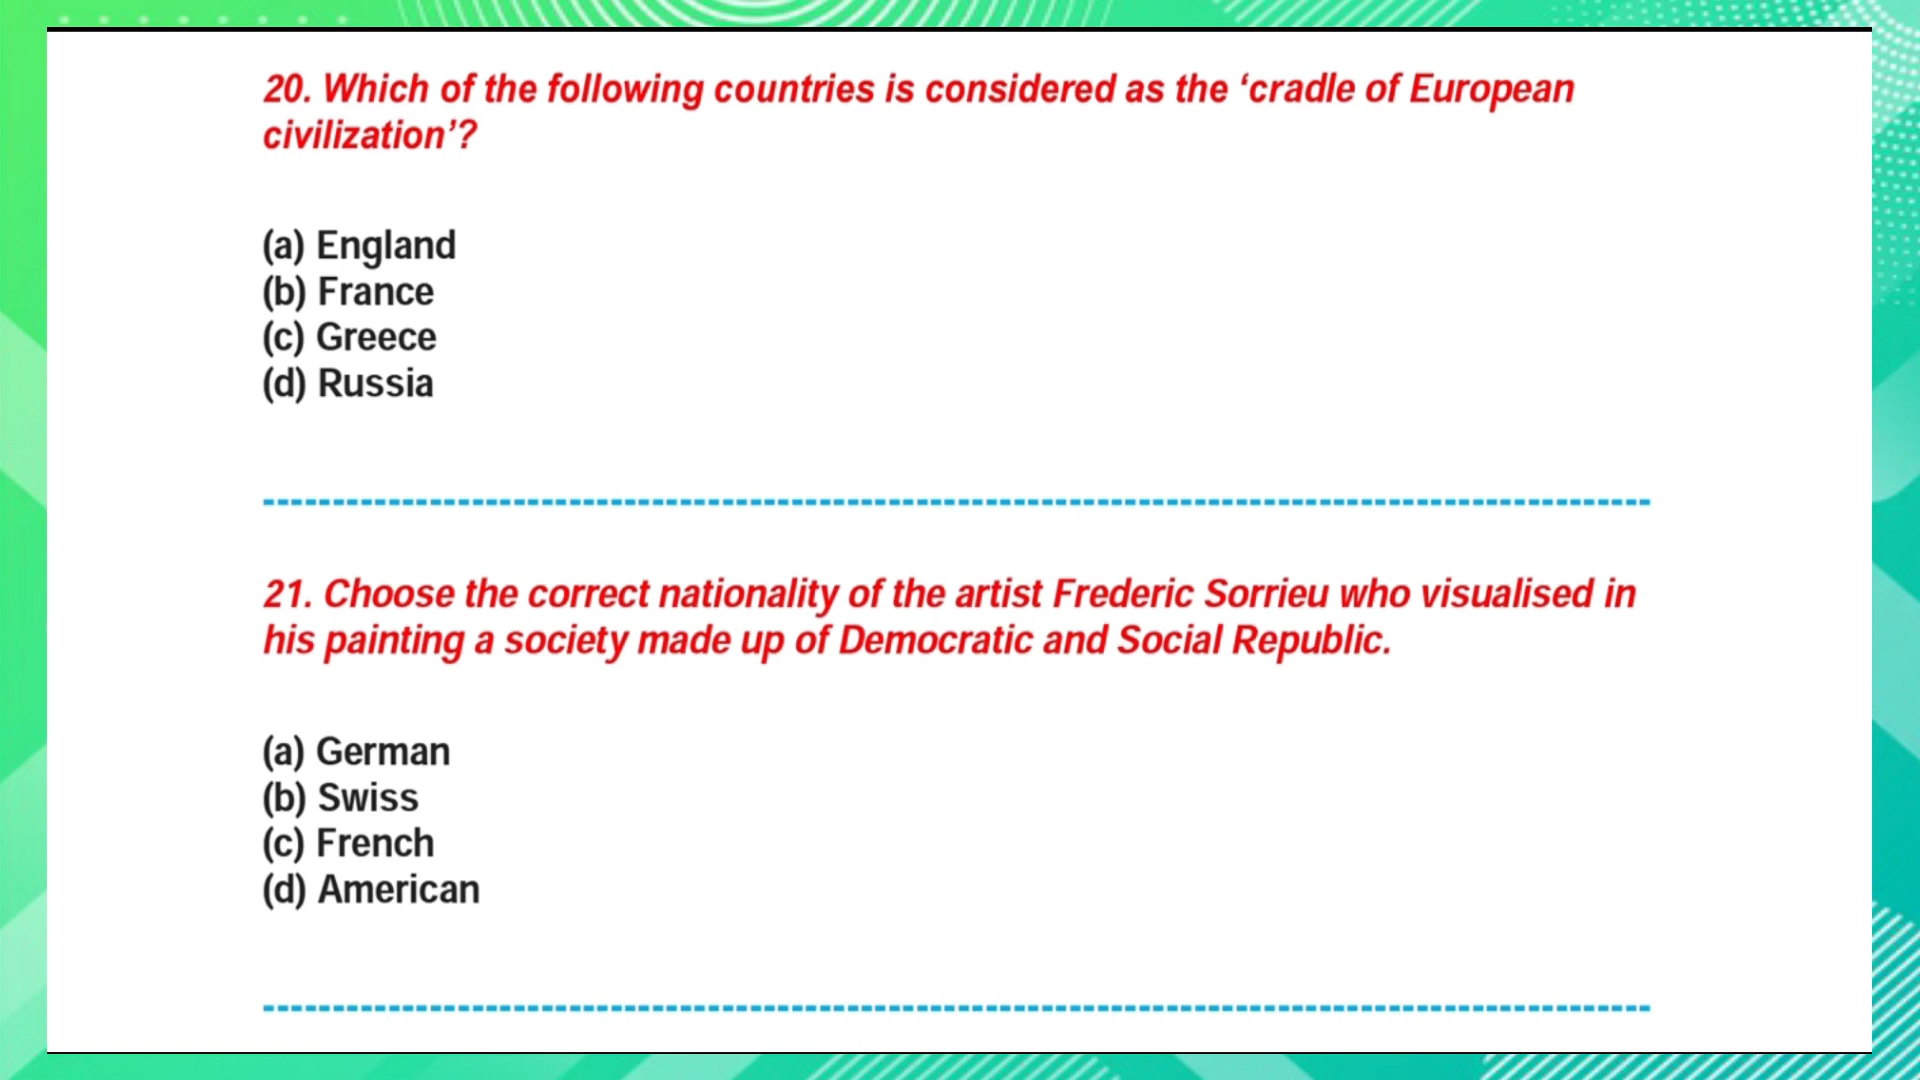 20. Which of the following countries is considered as the ‘cradle of European
civilization’?
(a) England
(b) France
(c) Greece
(d) Russia
21. Choose the correct nationality of the artist Frederic Sorrieu who visualised in
his painting a society made up of Democratic and Social Republic.
(a) German
(b) Swiss
(c) French
(d) American